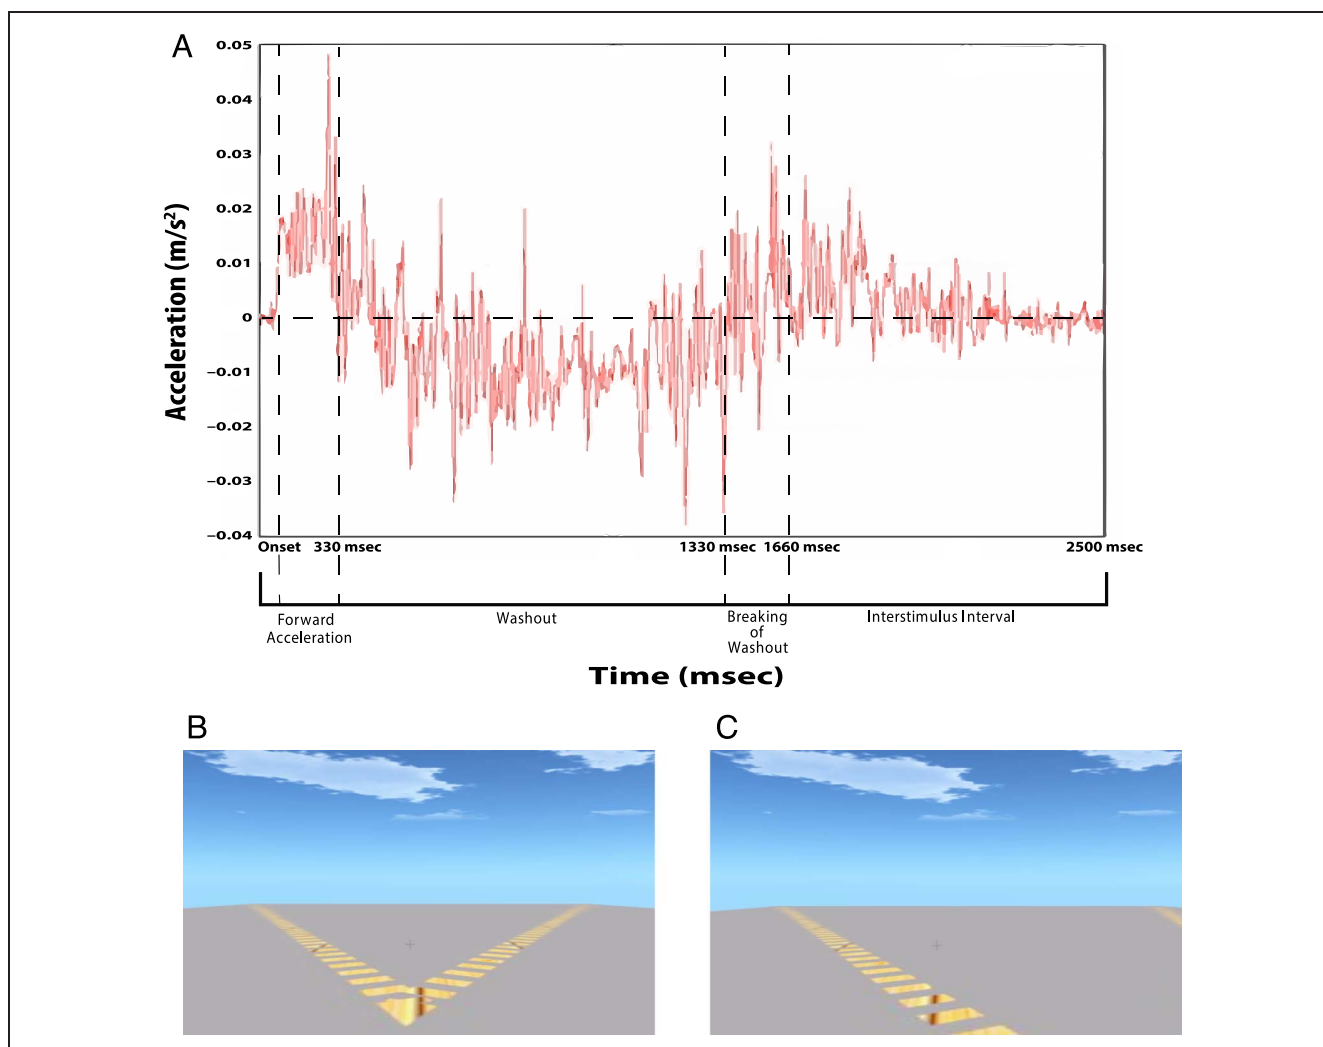 A
0.05
0.04
0.03
0.02
0.01
0
−0.01
−0.02
−0.03
−0.04
Acceleration (m/s²)
Onset 330 msec 1330 msec 1660 msec 2500 msec
Forward
Acceleration
Washout
Breaking
of
Washout
Interstimulus Interval
Time (msec)
B
C